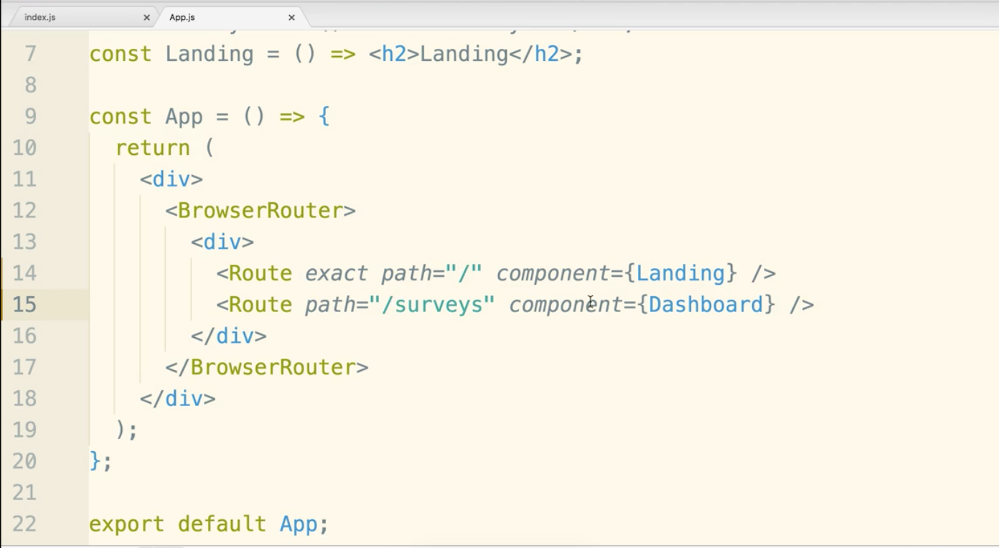 index.js
App.js
7 const Landing = () => <h2>Landing</h2>;
8
9 const App = () => {
10 return (
11 <div>
12 <BrowserRouter>
13 <div>
14 <Route exact path="/" component={Landing} />
15 <Route path="/surveys" component={Dashboard} />
16 </div>
17 </BrowserRouter>
18 </div>
19 );
20 };
21
22 export default App;